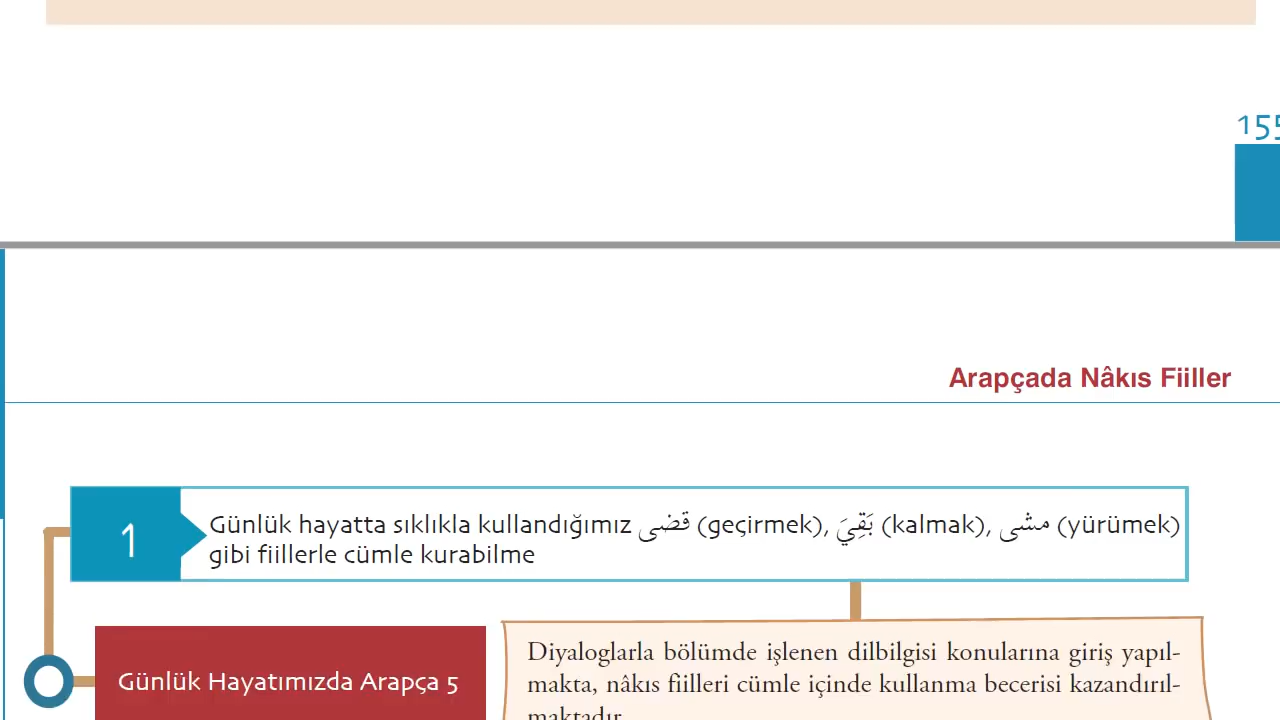 155
Arapçada Nâkıs Fiiller
1
Günlük hayatta sıklıkla kullandığımız قضى (geçirmek), بَقِيَ (kalmak), مشى (yürümek)
gibi fiillerle cümle kurabilme
Günlük Hayatımızda Arapça 5
Diyaloglarla bölümde işlenen dilbilgisi konularına giriş yapıl-
makta, nâkıs fiilleri cümle içinde kullanma becerisi kazandırıl-
maktadır